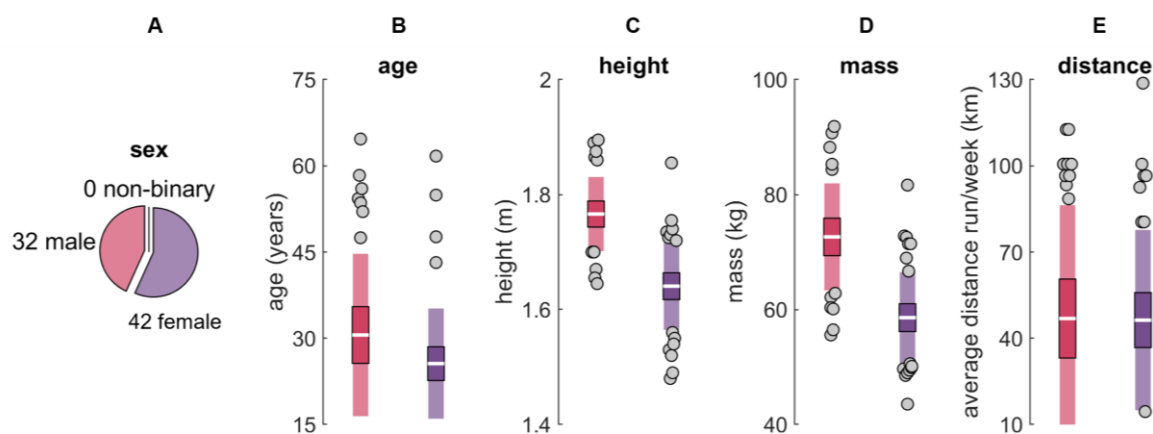 A
B
C
D
E
sex
0 non-binary
32 male
42 female
age
age (years)
75
60
45
30
15
height
height (m)
2
1.8
1.6
1.4
mass
mass (kg)
100
80
60
40
distance
average distance run/week (km)
130
100
70
40
10